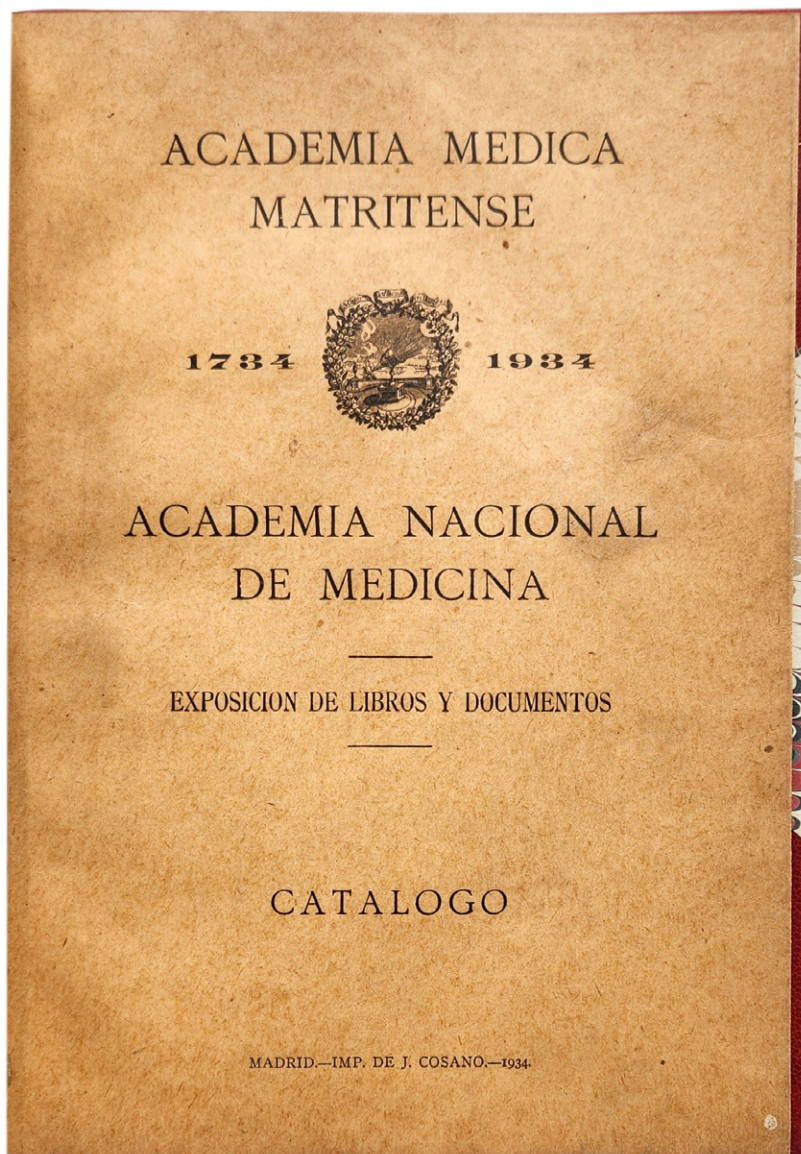 ACADEMIA MEDICA
MATRITENSE
1734 1934
ACADEMIA NACIONAL
DE MEDICINA
EXPOSICION DE LIBROS Y DOCUMENTOS
CATALOGO
MADRID.—IMP. DE J. COSANO.—1934.